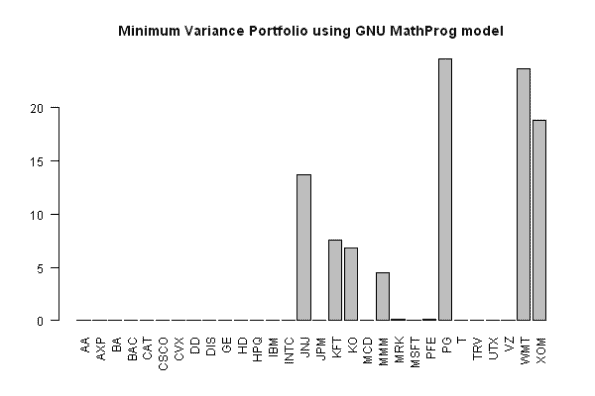 Minimum Variance Portfolio using GNU MathProg model
20
15
10
5
0
AA
AXP
BA
BAC
CAT
CSCO
CVX
DD
DIS
GE
HD
HPQ
IBM
INTC
JNJ
JPM
KFT
KO
MCD
MMM
MRK
MSFT
PFE
PG
T
TRV
UTX
VZ
WMT
XOM